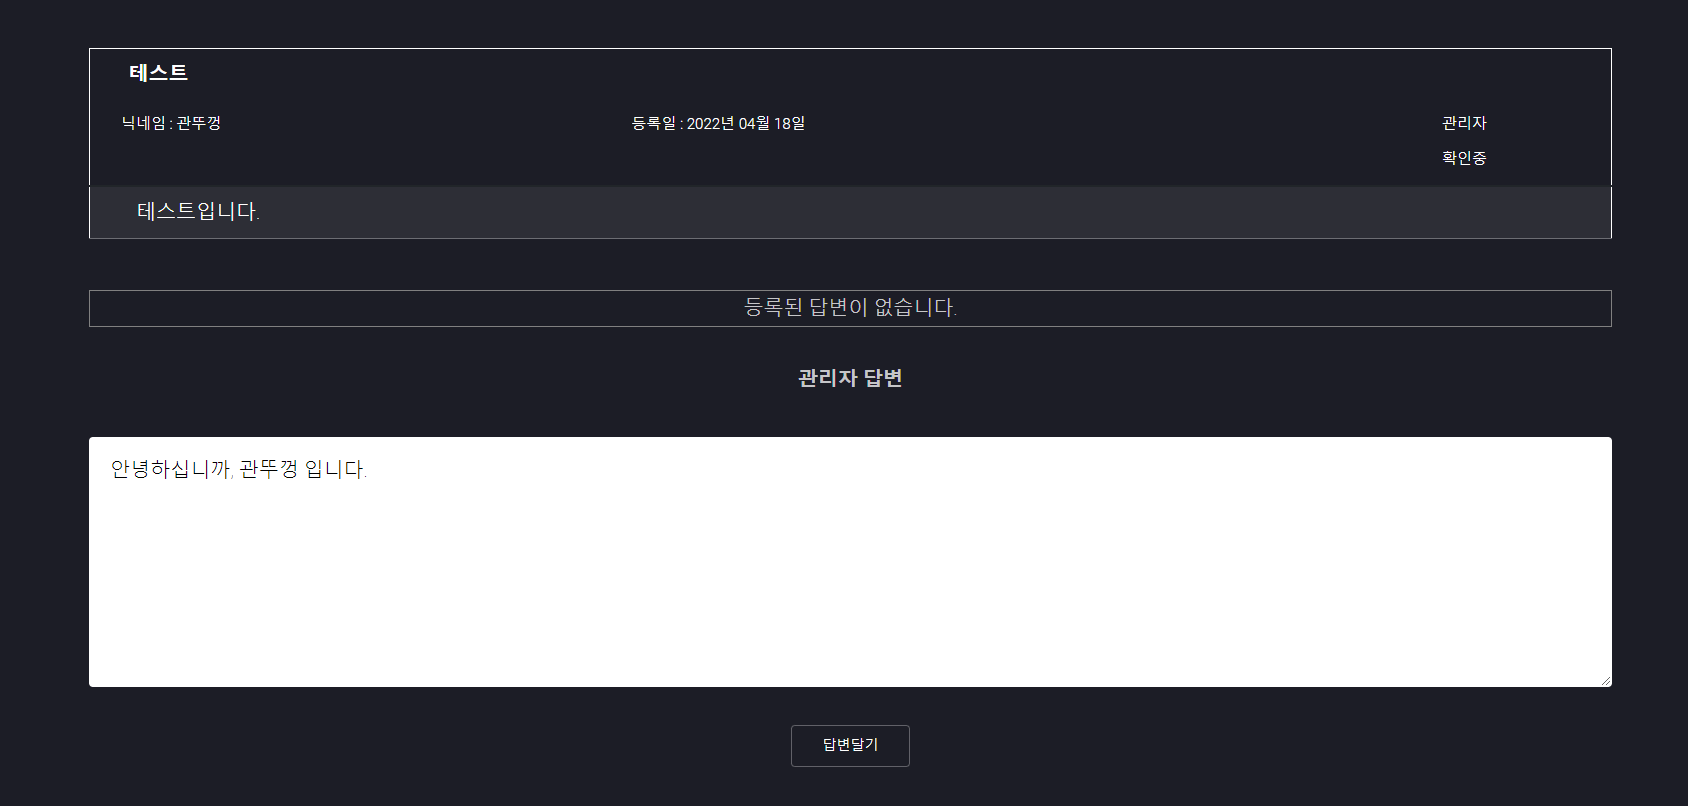 테스트
닉네임 : 관뚜껑 등록일 : 2022년 04월 18일 관리자
확인중
테스트입니다.
등록된 답변이 없습니다.
관리자 답변
안녕하십니까, 관뚜껑 입니다.
답변달기